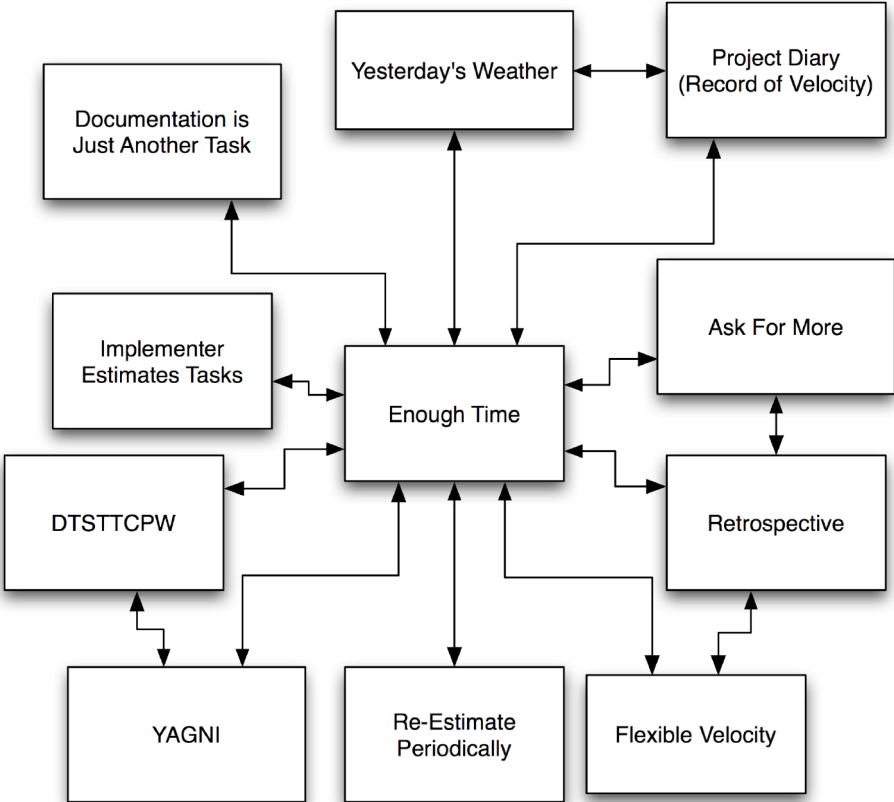 Yesterday's Weather
Project Diary
(Record of Velocity)
Documentation is
Just Another Task
Ask For More
Implementer
Estimates Tasks
Enough Time
DTSTTCPW
Retrospective
YAGNI
Re-Estimate
Periodically
Flexible Velocity